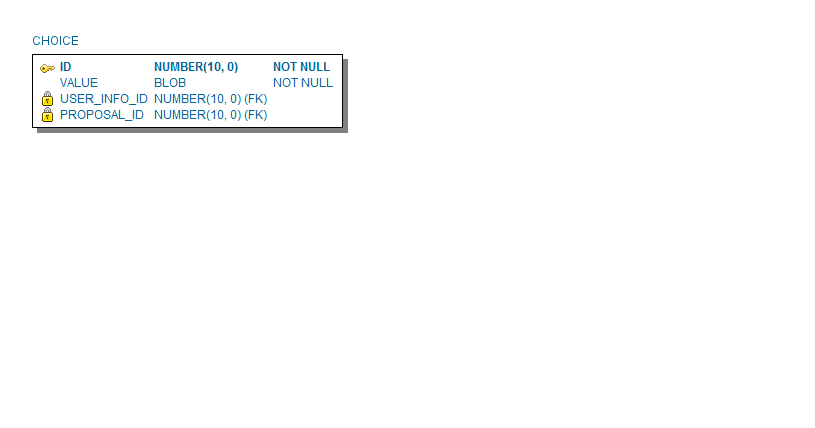 CHOICE
ID NUMBER(10, 0) NOT NULL
VALUE BLOB NOT NULL
USER_INFO_ID NUMBER(10, 0) (FK)
PROPOSAL_ID NUMBER(10, 0) (FK)